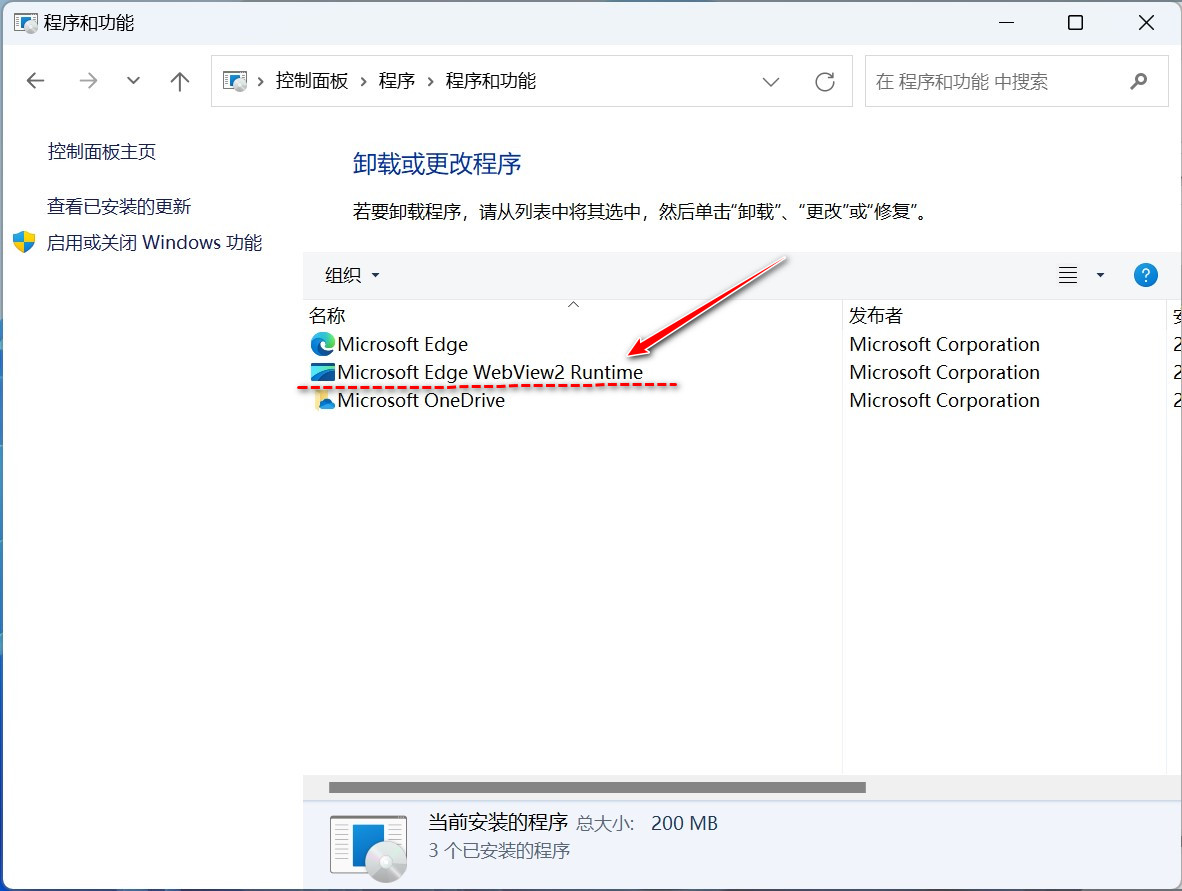 程序和功能
控制面板 › 程序 › 程序和功能
在 程序和功能 中搜索
控制面板主页
查看已安装的更新
启用或关闭 Windows 功能
卸载或更改程序
若要卸载程序，请从列表中将其选中，然后单击“卸载”、“更改”或“修复”。
组织
名称 发布者
Microsoft Edge Microsoft Corporation
Microsoft Edge WebView2 Runtime Microsoft Corporation
Microsoft OneDrive Microsoft Corporation
当前安装的程序 总大小: 200 MB
3 个已安装的程序